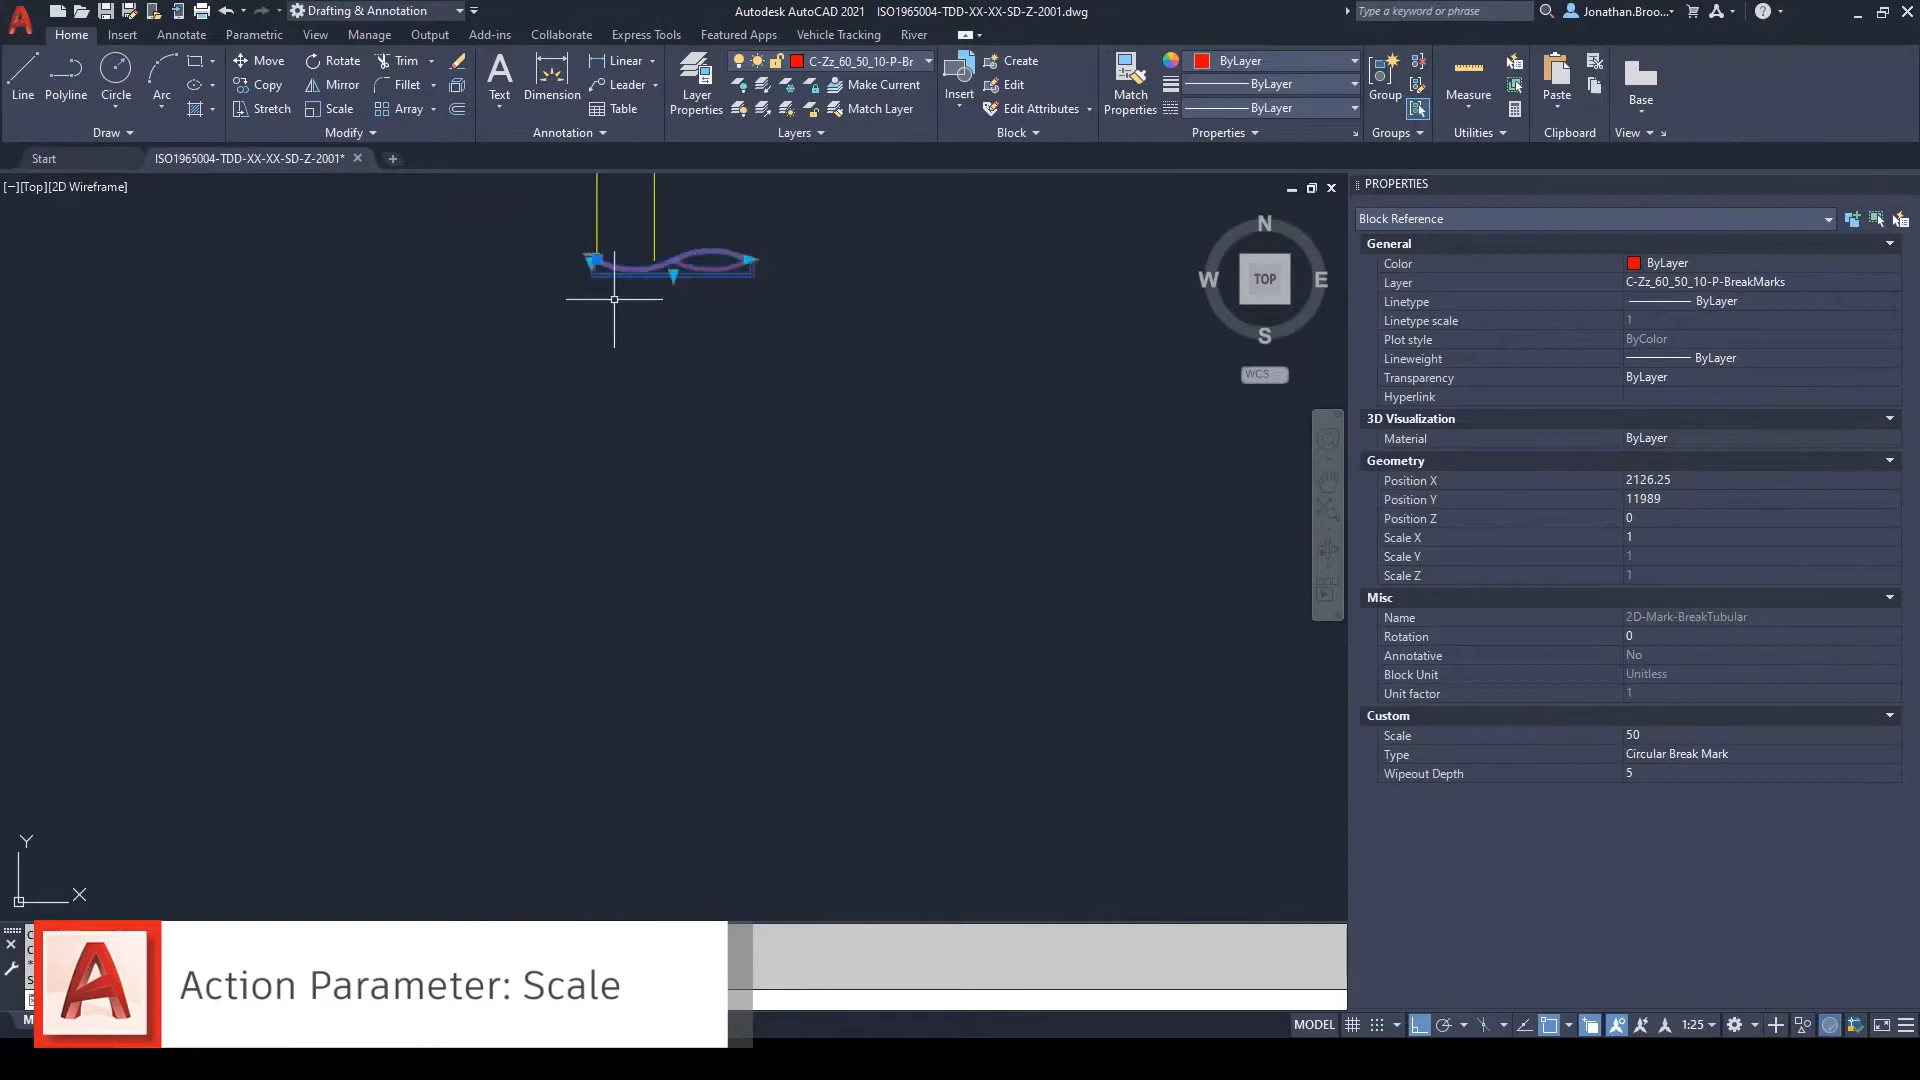 Drafting & Annotation
Autodesk AutoCAD 2021 ISO1965004-TDD-XX-XX-SD-Z-2001.dwg
Type a keyword or phrase
Jonathan.Broo...
Home Insert Annotate Parametric View Manage Output Add-ins Collaborate Express Tools Featured Apps Vehicle Tracking River
Line Polyline Circle Arc
Move Rotate Trim
Copy Mirror Fillet
Stretch Scale Array
Text Dimension
Linear
Leader
Table
Layer Properties
C-Zz_60_50_10-P-Br
Make Current
Match Layer
Insert
Create
Edit
Edit Attributes
Match Properties
ByLayer
ByLayer
ByLayer
Group Measure Paste Base
Draw Modify Annotation Layers Block Properties Groups Utilities Clipboard View
Start ISO1965004-TDD-XX-XX-SD-Z-2001*
[−][Top][2D Wireframe]
N
W TOP E
S
WCS
Y
X
PROPERTIES
Block Reference
General
Color ByLayer
Layer C-Zz_60_50_10-P-BreakMarks
Linetype ByLayer
Linetype scale 1
Plot style ByColor
Lineweight ByLayer
Transparency ByLayer
Hyperlink
3D Visualization
Material ByLayer
Geometry
Position X 2126.25
Position Y 11989
Position Z 0
Scale X 1
Scale Y 1
Scale Z 1
Misc
Name 2D-Mark-BreakTubular
Rotation 0
Annotative No
Block Unit Unitless
Unit factor 1
Custom
Scale 50
Type Circular Break Mark
Wipeout Depth 5
Action Parameter: Scale
MODEL 1:25